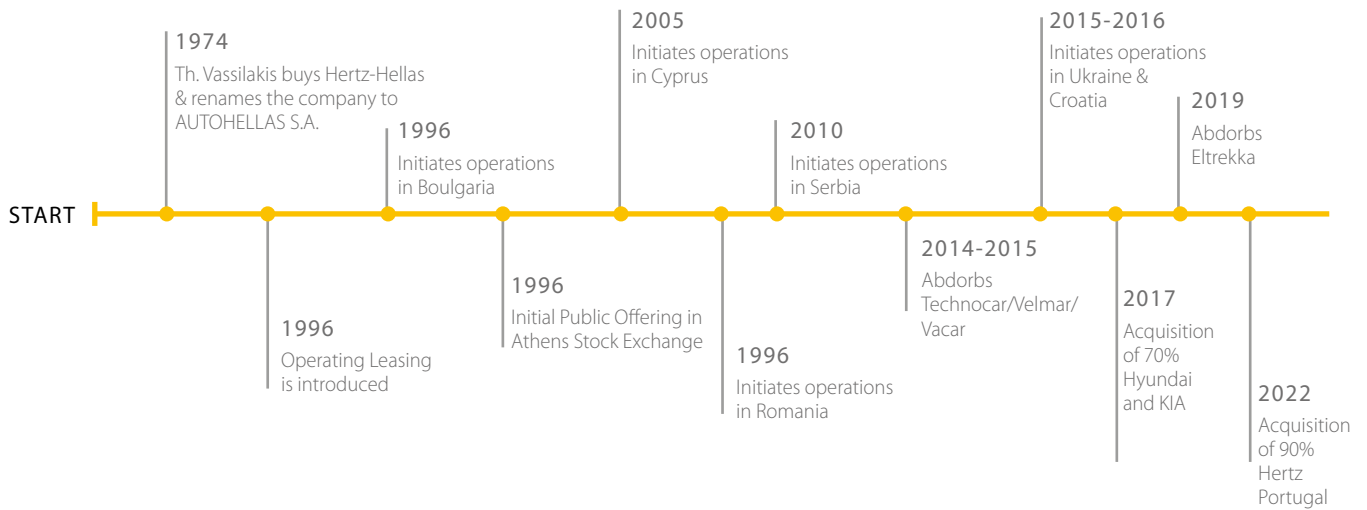 START
1974
Th. Vassilakis buys Hertz-Hellas
& renames the company to
AUTOHELLAS S.A.
1996
Operating Leasing
is introduced
1996
Initiates operations
in Boulgaria
1996
Initial Public Offering in
Athens Stock Exchange
2005
Initiates operations
in Cyprus
1996
Initiates operations
in Romania
2010
Initiates operations
in Serbia
2014-2015
Abdorbs
Technocar/Velmar/
Vacar
2015-2016
Initiates operations
in Ukraine &
Croatia
2017
Acquisition
of 70%
Hyundai
and KIA
2019
Abdorbs
Eltrekka
2022
Acquisition
of 90%
Hertz
Portugal